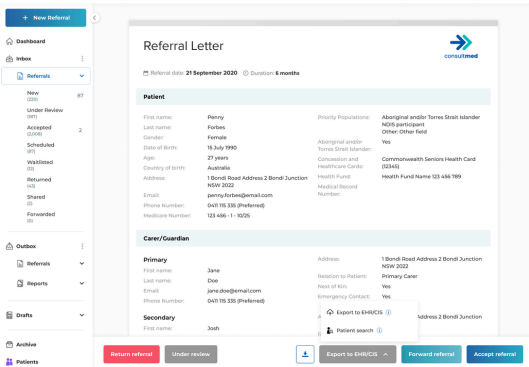 + New Referral
Dashboard
Inbox
Referrals
New
(220)
87
Under Review
(187)
Accepted
(2,008)
2
Scheduled
(87)
Waitlisted
(12)
Returned
(43)
Shared
(2)
Forwarded
(0)
Outbox
Referrals
Reports
Drafts
Archive
Patients
Referral Letter
consultmed
Referral date: 21 September 2020 Duration: 6 months
Patient
First name: Penny
Last name: Forbes
Gender: Female
Date of Birth: 15 July 1990
Age: 27 years
Country of birth: Australia
Address: 1 Bondi Road Address 2 Bondi Junction
NSW 2022
Email: penny.forbes@email.com
Phone Number: 0411 115 335 (Preferred)
Medicare Number: 123 456 - 1 - 10/25
Priority Populations: Aboriginal and/or Torres Strait Islander
NDIS participant
Other: Other field
Aboriginal and/or Yes
Torres Strait Islander:
Concession and Commonwealth Seniors Health Card
Healthcare Cards: (12345)
Health Fund: Health Fund Name 123 456 789
Medical Record
Number:
Carer/Guardian
Primary
First name: Jane
Last name: Doe
Email: jane.doe@email.com
Phone Number: 0411 115 335 (Preferred)
Secondary
First name: Josh
Address: 1 Bondi Road Address 2 Bondi Junction
NSW 2022
Relation to Patient: Primary Carer
Next of Kin: Yes
Emergency Contact: Yes
Address 2 Bondi Junction
Export to EHR/CIS
Patient search
Return referral
Under review
Export to EHR/CIS
Forward referral
Accept referral